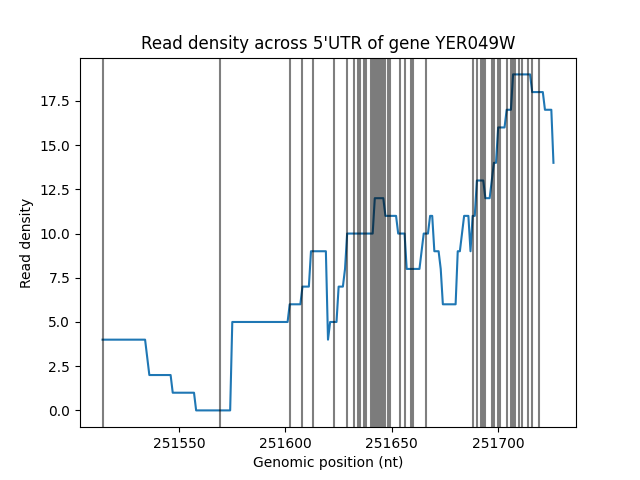 Read density across 5'UTR of gene YER049W
Read density
17.5
15.0
12.5
10.0
7.5
5.0
2.5
0.0
251550 251600 251650 251700
Genomic position (nt)